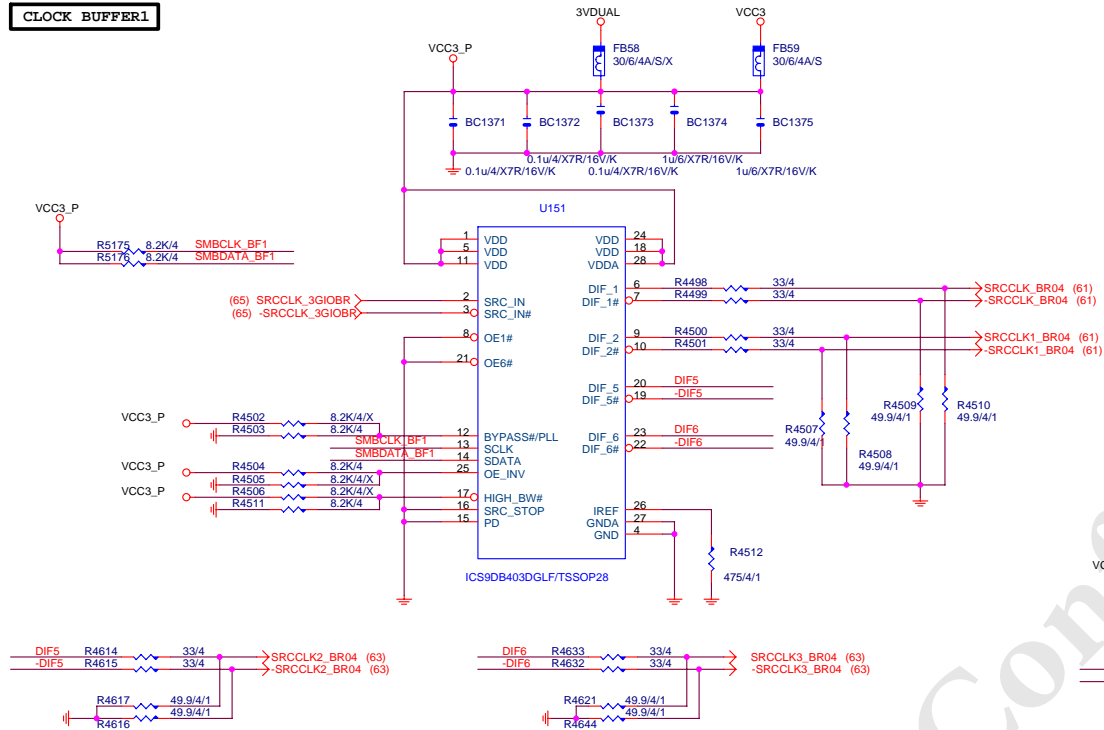 CLOCK BUFFER1
3VDUAL
VCC3
VCC3_P
FB58
30/6/4A/S/X
FB59
30/6/4A/S
BC1371
BC1372
BC1373
BC1374
BC1375
0.1u/4/X7R/16V/K
1u/6/X7R/16V/K
0.1u/4/X7R/16V/K
0.1u/4/X7R/16V/K
1u/6/X7R/16V/K
VCC3_P
R5175 8.2K/4 SMBCLK_BF1
R5176 8.2K/4 SMBDATA_BF1
U151
1 VDD
5 VDD
11 VDD
VDD 24
VDD 18
VDDA 28
(65) SRCCLK_3GIOBR 2 SRC_IN
(65) -SRCCLK_3GIOBR 3 SRC_IN#
8 OE1#
21 OE6#
DIF_1 6 R4498 33/4 SRCCLK_BR04 (61)
DIF_1# 7 R4499 33/4 -SRCCLK_BR04 (61)
DIF_2 9 R4500 33/4 SRCCLK1_BR04 (61)
DIF_2# 10 R4501 33/4 -SRCCLK1_BR04 (61)
DIF_5 20 DIF5
DIF_5# 19 -DIF5
DIF_6 23 DIF6
DIF_6# 22 -DIF6
R4509
49.9/4/1
R4510
49.9/4/1
R4507
49.9/4/1
R4508
49.9/4/1
VCC3_P R4502 8.2K/4/X
R4503 8.2K/4
12 BYPASS#/PLL
SMBCLK_BF1 13 SCLK
SMBDATA_BF1 14 SDATA
VCC3_P R4504 8.2K/4
25 OE_INV
R4505 8.2K/4/X
VCC3_P R4506 8.2K/4/X
17 HIGH_BW#
R4511 8.2K/4
16 SRC_STOP
15 PD
IREF 26
GNDA 27
GND 4
R4512
475/4/1
ICS9DB403DGLF/TSSOP28
DIF5 R4614 33/4 SRCCLK2_BR04 (63)
-DIF5 R4615 33/4 -SRCCLK2_BR04 (63)
R4617 49.9/4/1
R4616 49.9/4/1
DIF6 R4633 33/4 SRCCLK3_BR04 (63)
-DIF6 R4632 33/4 -SRCCLK3_BR04 (63)
R4621 49.9/4/1
R4644 49.9/4/1
Con